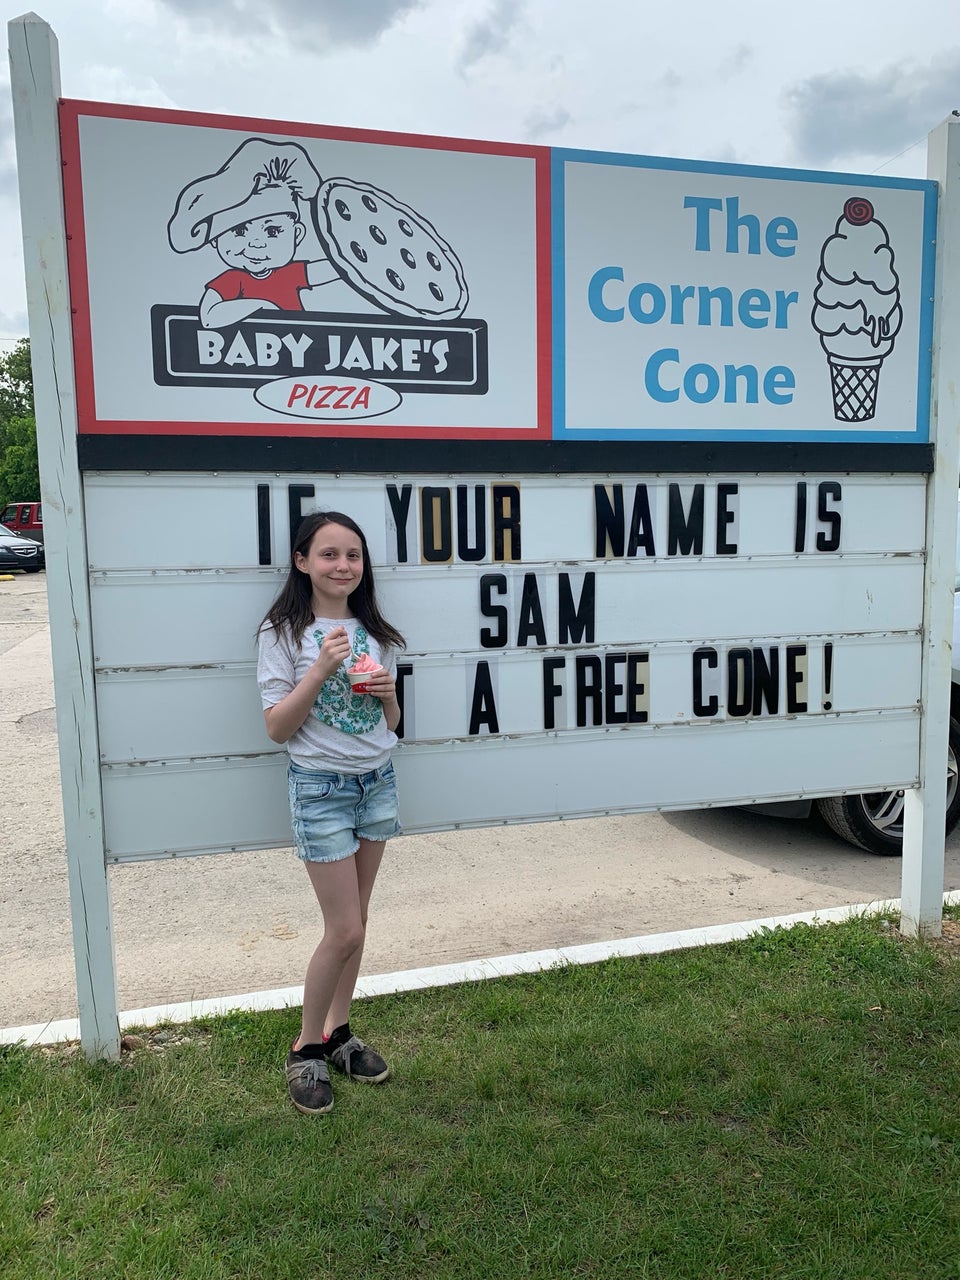 BABY JAKE'S
PIZZA
The
Corner
Cone
IF YOUR NAME IS
SAM
T A FREE CONE!